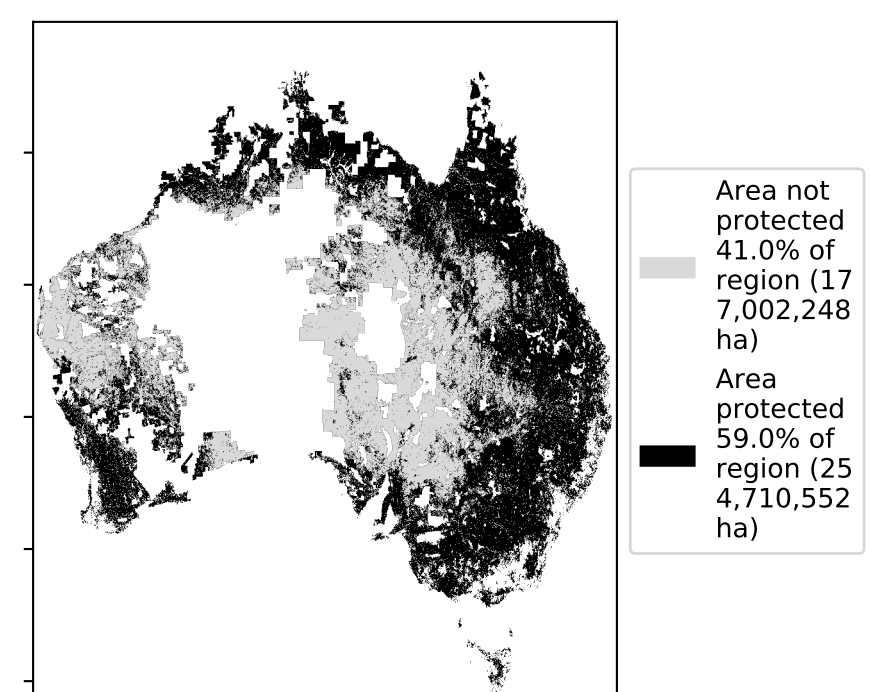 Area not
protected
41.0% of
region (17
7,002,248
ha)
Area
protected
59.0% of
region (25
4,710,552
ha)